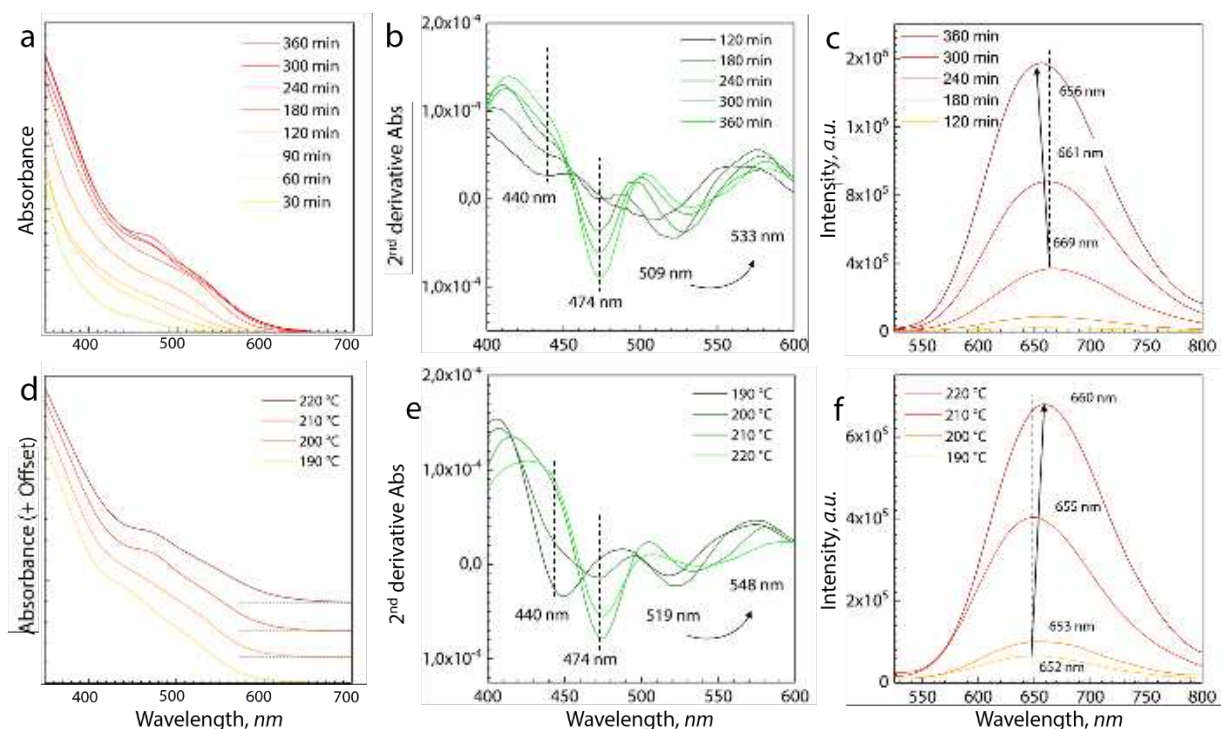 a
360 min
300 min
240 min
180 min
120 min
90 min
60 min
30 min
Absorbance
400
500
600
700
b
2,0x10⁻⁴
1,0x10⁻⁴
0,0
1,0x10⁻⁴
2ⁿᵈ derivative Abs
120 min
180 min
240 min
300 min
360 min
440 nm
474 nm
509 nm
533 nm
400
450
500
550
600
c
360 min
300 min
240 min
180 min
120 min
2x10⁶
1x10⁶
8x10⁵
4x10⁵
0
Intensity, a.u.
656 nm
661 nm
669 nm
550
600
650
700
750
800
d
220 °C
210 °C
200 °C
190 °C
Absorbance (+ Offset)
400
500
600
700
Wavelength, nm
e
2,0x10⁻⁴
1,0x10⁻⁴
0,0
1,0x10⁻⁴
2ⁿᵈ derivative Abs
190 °C
200 °C
210 °C
220 °C
440 nm
474 nm
519 nm
548 nm
400
450
500
550
600
Wavelength, nm
f
220 °C
210 °C
200 °C
190 °C
6x10⁵
4x10⁵
2x10⁵
0
Intensity, a.u.
660 nm
655 nm
653 nm
652 nm
550
600
650
700
750
800
Wavelength, nm